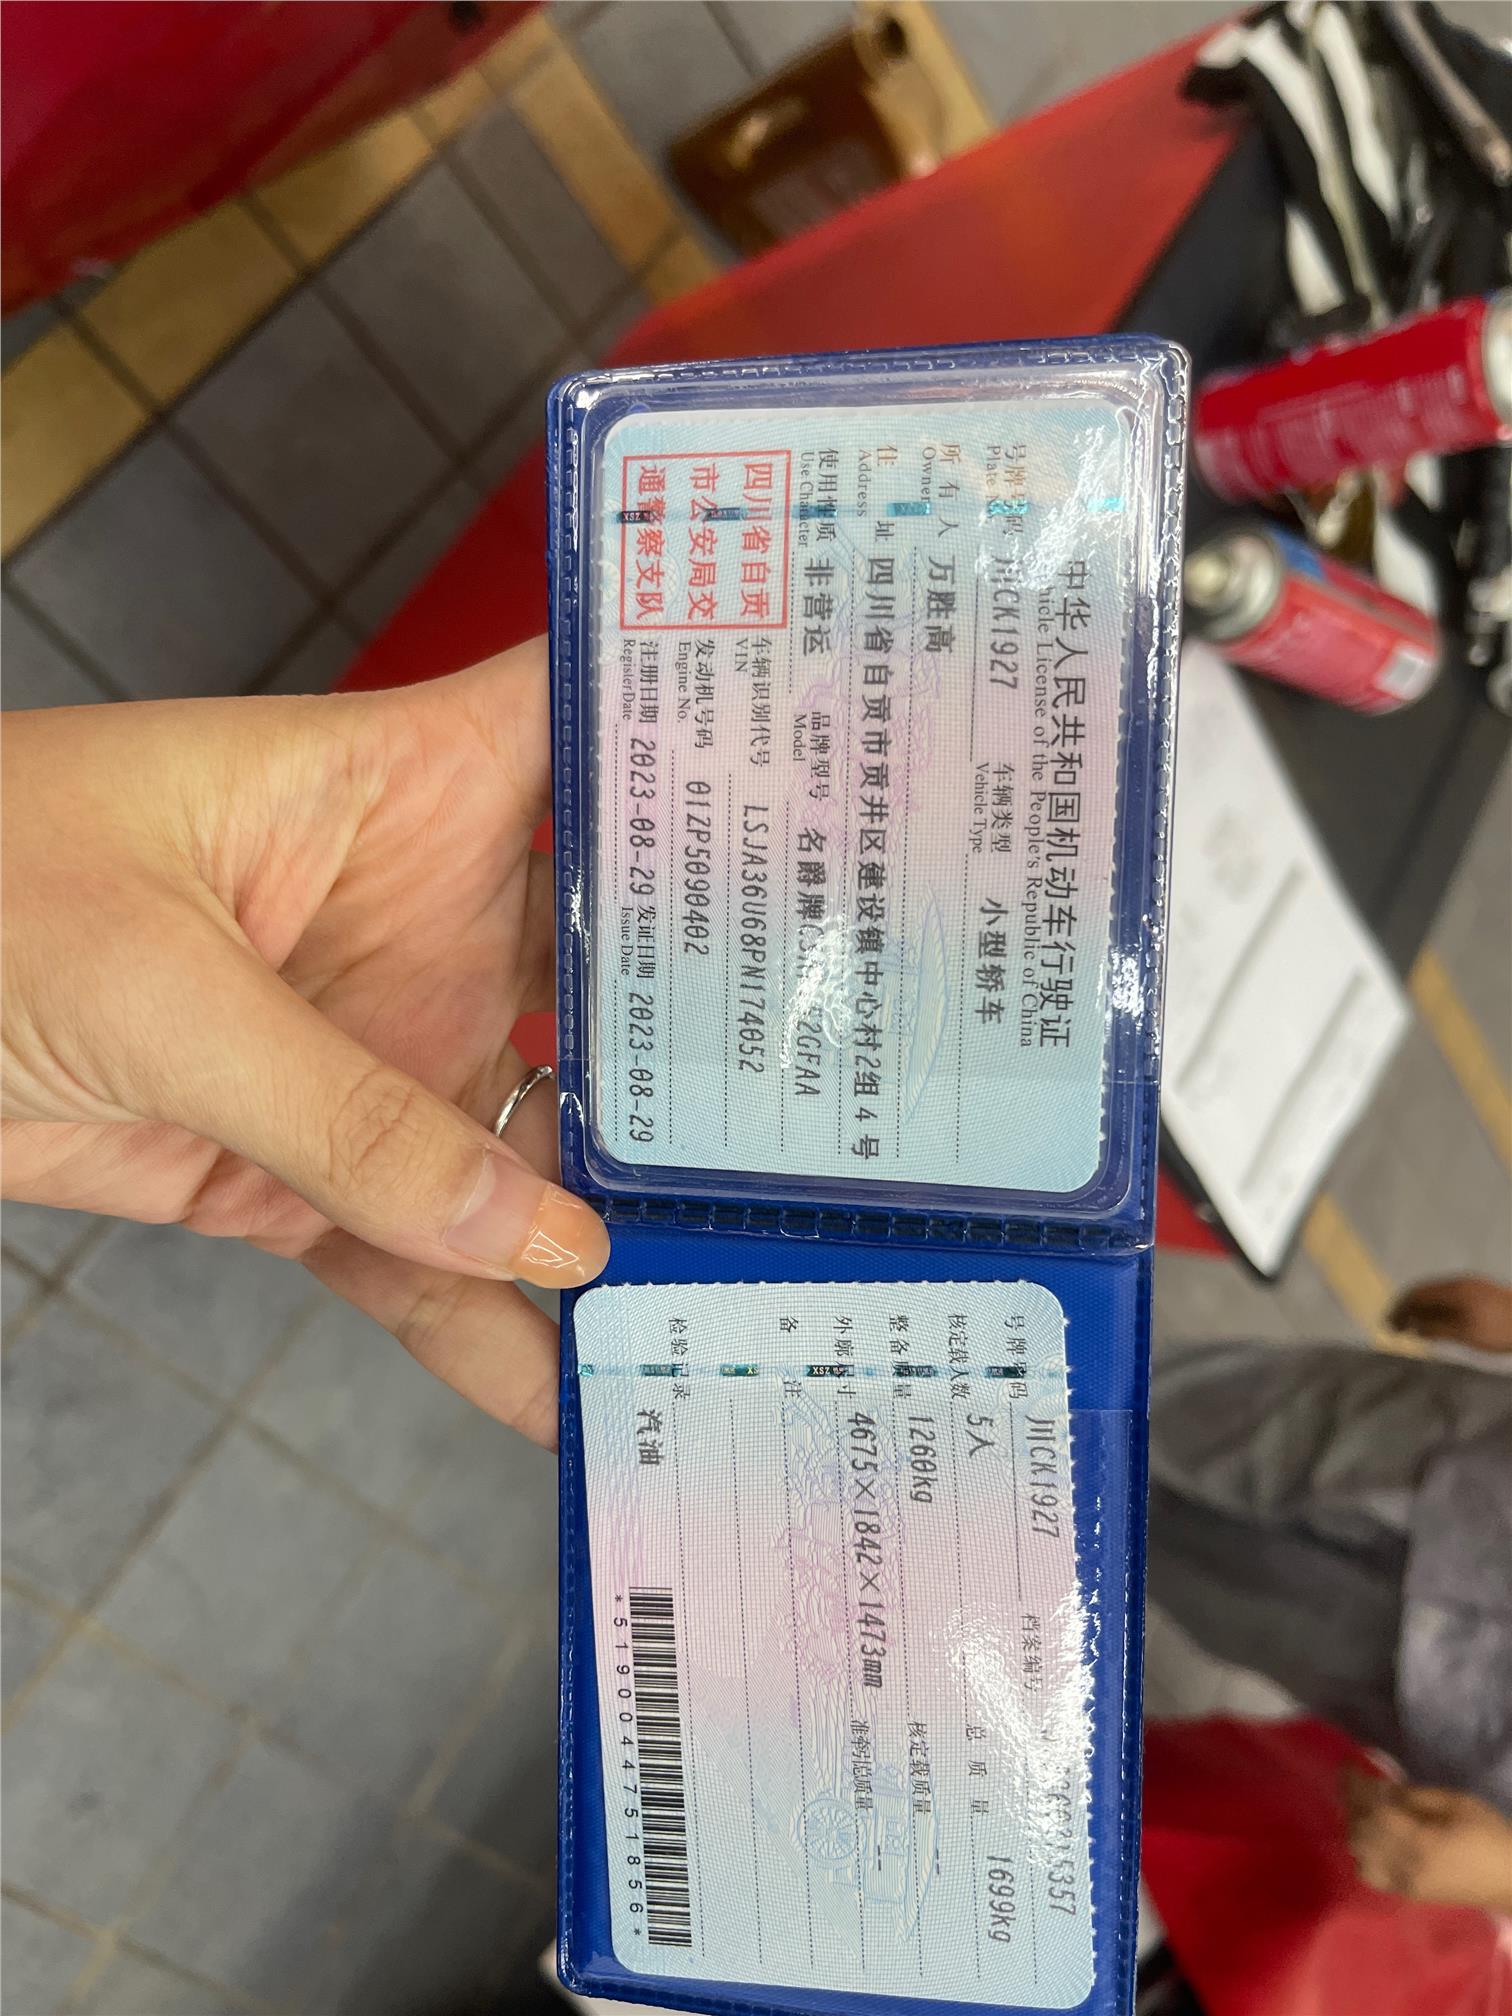 中华人民共和国机动车行驶证
Vehicle License of the People's Republic of China
号牌号码 川CK1927 车辆类型 小型轿车
Plate Vehicle Type
所有人 万胜高
Owner
住址 四川省自贡市贡井区建设镇中心村2组4号
Address
使用性质 非营运 品牌型号 名爵牌
Use Character Model
四川省自贡
市公安局交
通警察支队
车辆识别代号 LSJA36U68PN174052
VIN
发动机号码 01ZP5090402
Engine No.
注册日期 2023-08-29 发证日期 2023-08-29
Register Date Issue Date
号牌号码 川CK1927 档案编号
核定载人数 5人 总质量 1699kg
整备质量 1260kg 核定载质量 --
外廓尺寸 4675×1842×1473mm 准牵引总质量 --
备注
检验记录
汽油
*5190044751856*